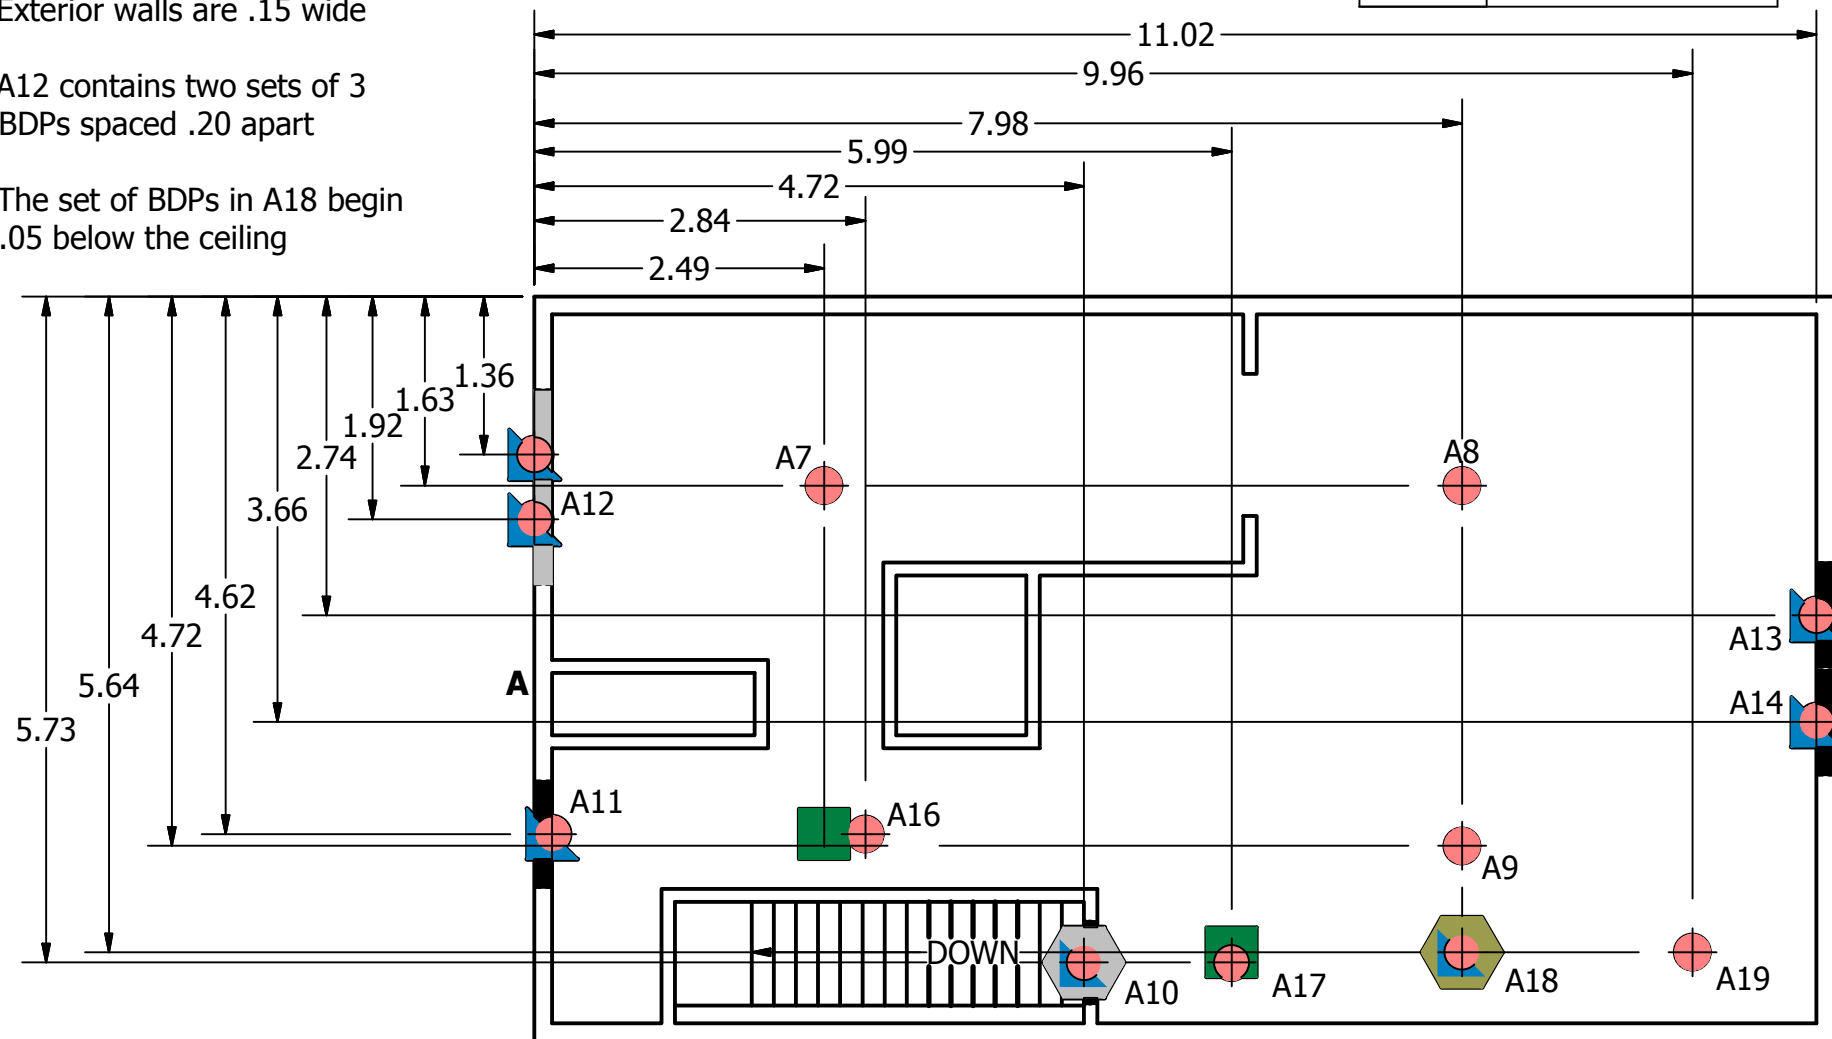 Exterior walls are .15 wide
A12 contains two sets of 3
BDPs spaced .20 apart
The set of BDPs in A18 begin
.05 below the ceiling
11.02
9.96
7.98
5.99
4.72
2.84
2.49
1.36
1.63
1.92
2.74
3.66
4.62
4.72
5.64
5.73
A7
A8
A12
A13
A
A14
A11
A16
A9
DOWN
A10
A17
A18
A19